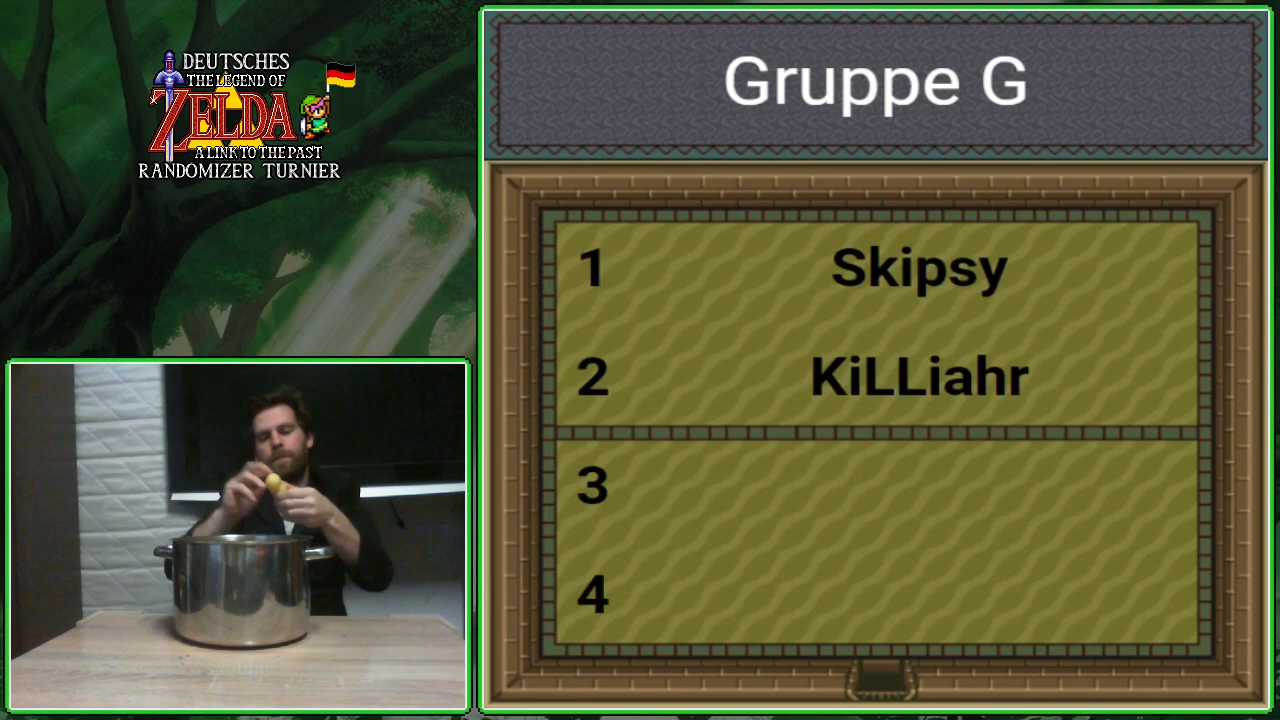 DEUTSCHES
THE LEGEND OF
ZELDA
A LINK TO THE PAST
RANDOMIZER TURNIER
Gruppe G
1 Skipsy
2 KiLLiahr
3
4